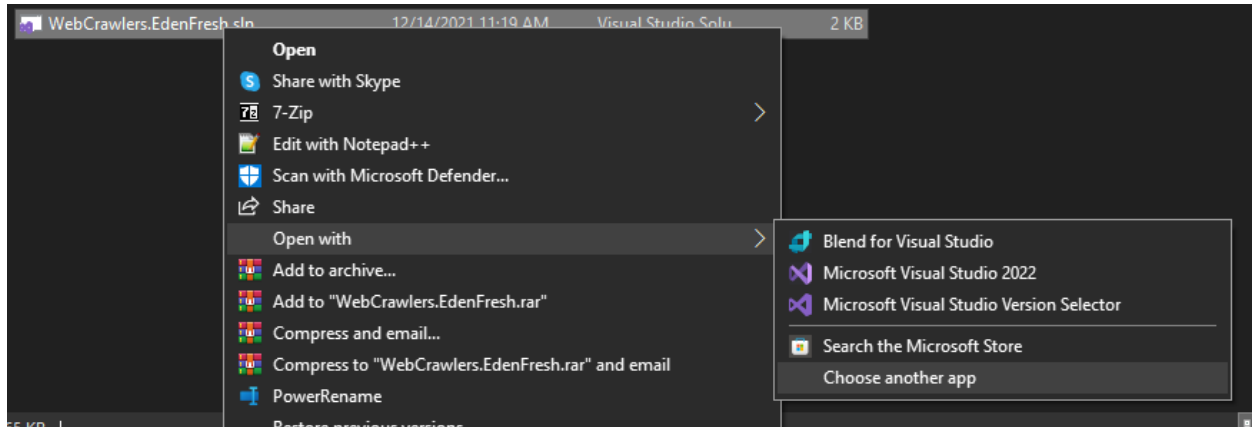 WebCrawlers.EdenFresh.sln 12/14/2021 11:19 AM Visual Studio Solu... 2 KB
Open
Share with Skype
7-Zip
Edit with Notepad++
Scan with Microsoft Defender...
Share
Open with
Blend for Visual Studio
Add to archive...
Microsoft Visual Studio 2022
Add to "WebCrawlers.EdenFresh.rar"
Microsoft Visual Studio Version Selector
Compress and email...
Search the Microsoft Store
Compress to "WebCrawlers.EdenFresh.rar" and email
Choose another app
PowerRename
Restore previous versions